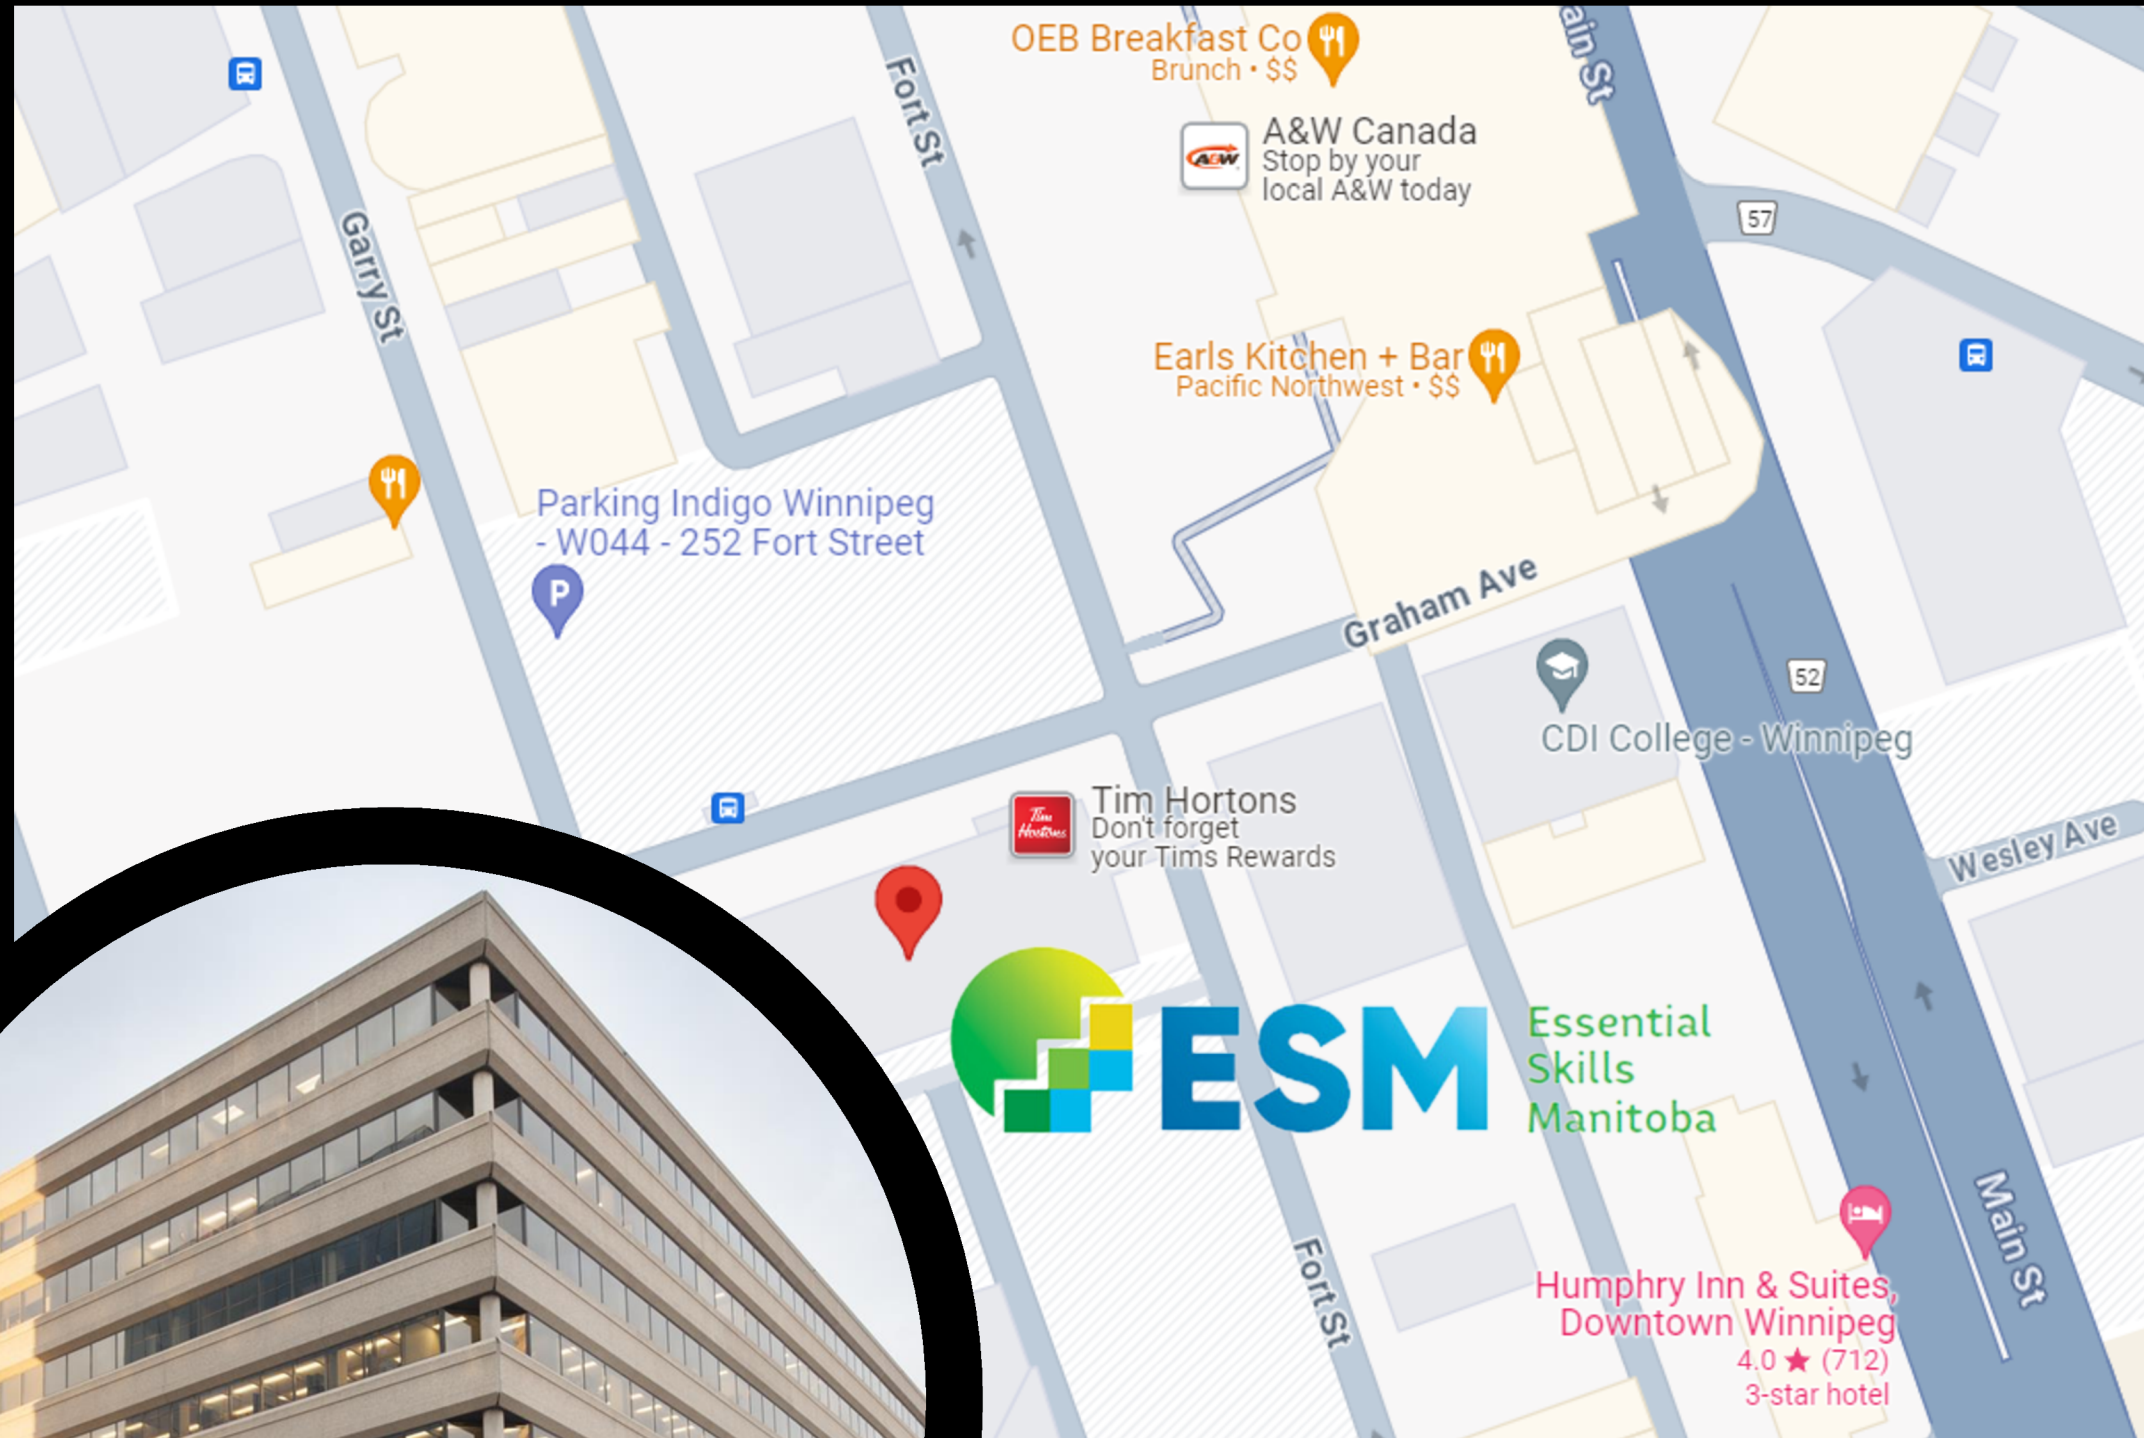 OEB Breakfast Co
Brunch • $$
ain St
Fort St
A&W
A&W Canada
Stop by your
local A&W today
57
Garry St
Earls Kitchen + Bar
Pacific Northwest • $$
Parking Indigo Winnipeg
- W044 - 252 Fort Street
P
Graham Ave
52
CDI College - Winnipeg
Tim Hortons
Tim Hortons
Don't forget
your Tims Rewards
Wesley Ave
ESM
Essential
Skills
Manitoba
Main St
Fort St
Humphry Inn & Suites,
Downtown Winnipeg
4.0 ★ (712)
3-star hotel